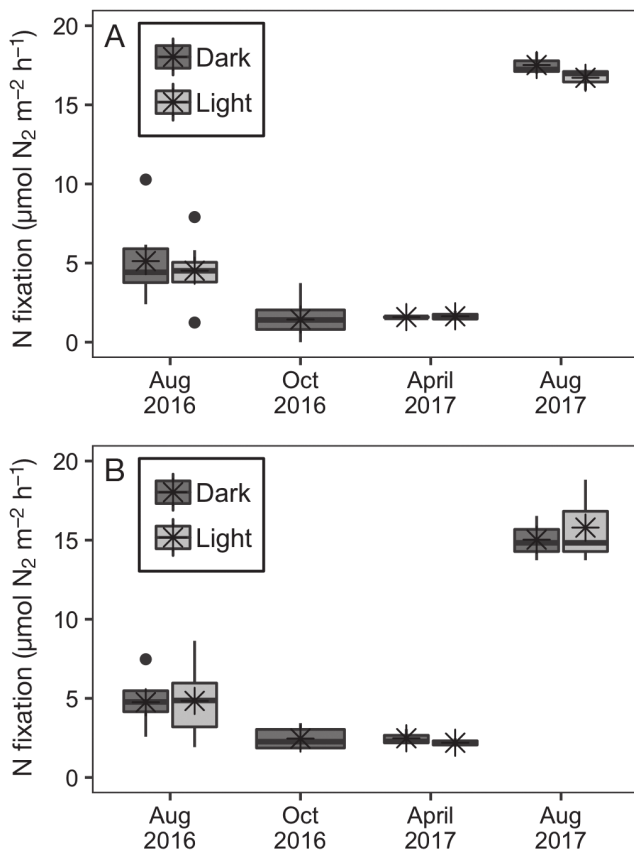 A
Dark
Light
N fixation (µmol N₂ m⁻² h⁻¹)
20
15
10
5
0
Aug 2016
Oct 2016
April 2017
Aug 2017
B
Dark
Light
N fixation (µmol N₂ m⁻² h⁻¹)
20
15
10
5
0
Aug 2016
Oct 2016
April 2017
Aug 2017